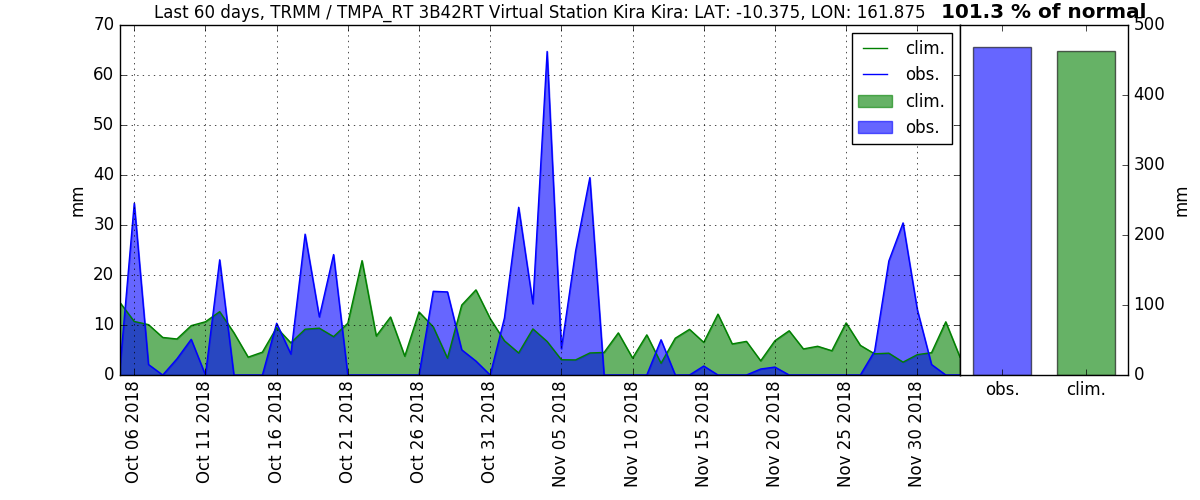 Last 60 days, TRMM / TMPA_RT 3B42RT Virtual Station Kira Kira: LAT: -10.375, LON: 161.875
101.3 % of normal
mm
70
60
50
40
30
20
10
0
clim.
obs.
clim.
obs.
Oct 06 2018
Oct 11 2018
Oct 16 2018
Oct 21 2018
Oct 26 2018
Oct 31 2018
Nov 05 2018
Nov 10 2018
Nov 15 2018
Nov 20 2018
Nov 25 2018
Nov 30 2018
500
400
300
200
100
0
mm
obs.
clim.